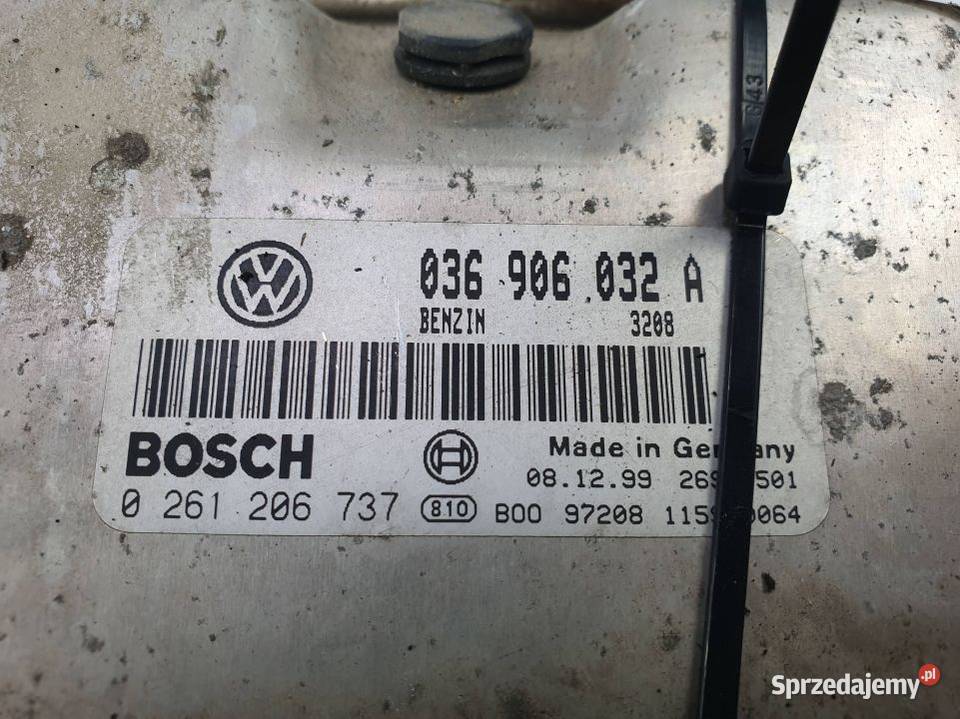 643
036 906 032 A
BENZIN 3208
BOSCH
Made in
08.12.99
0 261 206 737 810 B00 97208
Sprzedajemy.pl